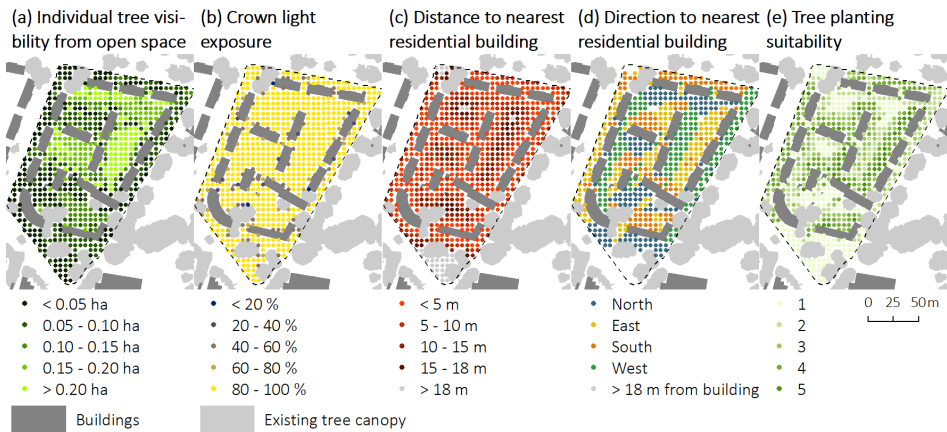 (a) Individual tree visi-
bility from open space
(b) Crown light
exposure
(c) Distance to nearest
residential building
(d) Direction to nearest
residential building
(e) Tree planting
suitability
< 0.05 ha
0.05 - 0.10 ha
0.10 - 0.15 ha
0.15 - 0.20 ha
> 0.20 ha
< 20 %
20 - 40 %
40 - 60 %
60 - 80 %
80 - 100 %
< 5 m
5 - 10 m
10 - 15 m
15 - 18 m
> 18 m
North
East
South
West
> 18 m from building
1
2
3
4
5
0 25 50m
Buildings
Existing tree canopy